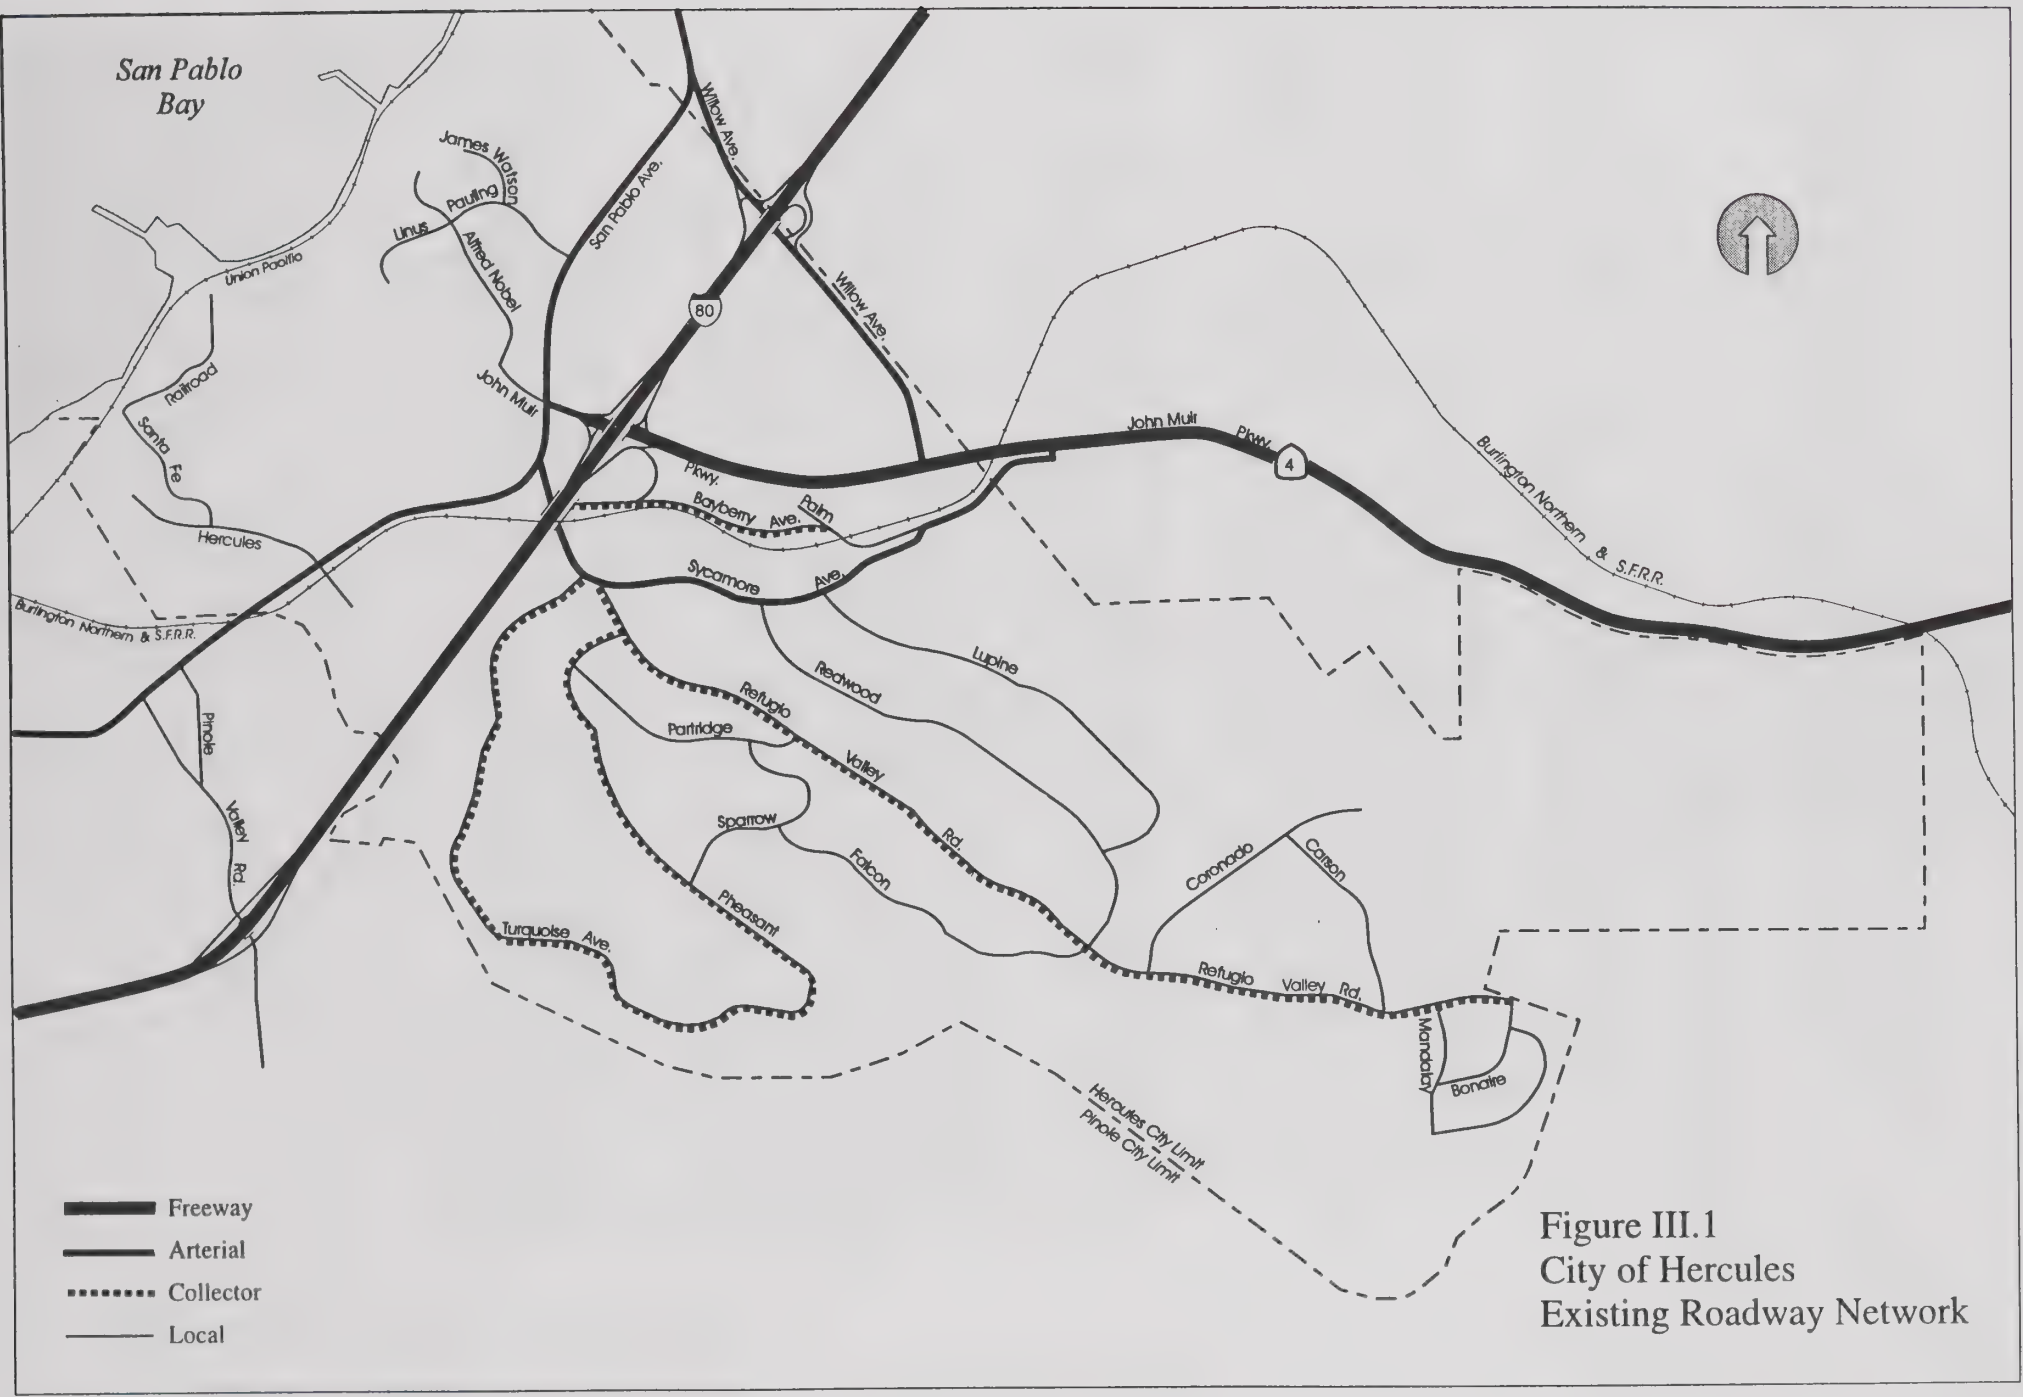 San Pablo
Bay
James Watson
Willow Ave.
San Pablo Ave.
Linus Pauling
Alfred Nobel
Union Pacific
80
Willow Ave.
Railroad
John Muir
Santa Fe
John Muir Pkwy.
4
Pkwy.
Bayberry Ave.
Palm
Burlington Northern & S.F.R.R.
Hercules
Sycamore Ave.
Burlington Northern & S.F.R.R.
Lupine
Redwood
Refugio Valley Rd.
Partridge
Pinole Valley Rd.
Sparrow
Falcon
Coronado
Carson
Pheasant
Turquoise Ave.
Refugio Valley Rd.
Mandalay
Bonaire
Hercules City Limit
Pinole City Limit
Freeway
Arterial
Collector
Local
Figure III.1
City of Hercules
Existing Roadway Network